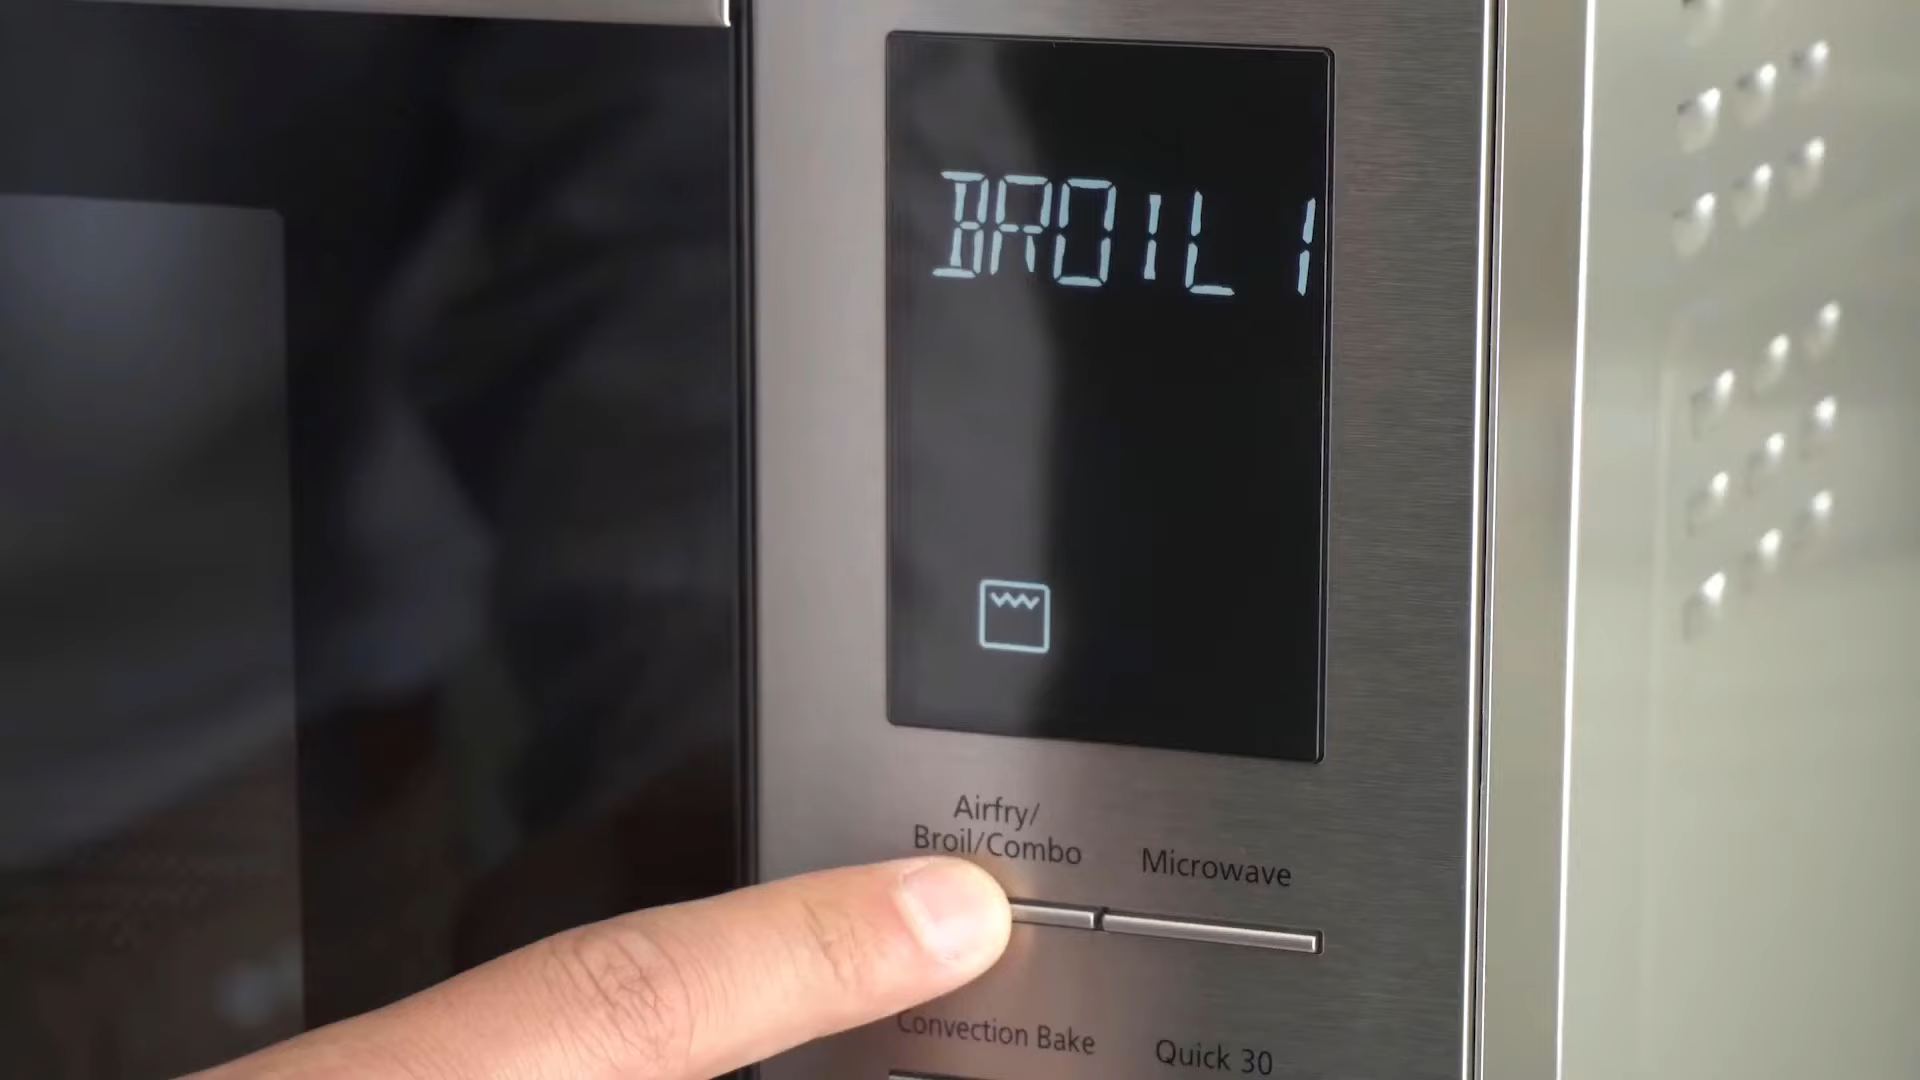 BROIL 1
Airfry/
Broil/Combo
Microwave
Convection Bake
Quick 30